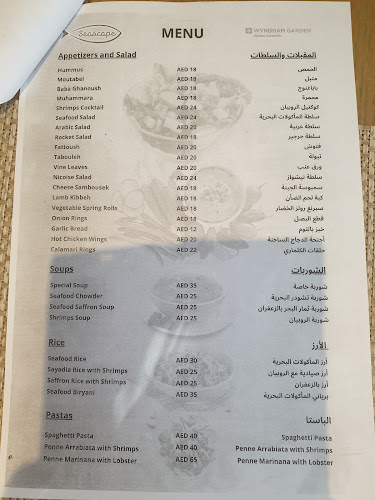 Seascape
MENU
WYNDHAM GARDEN
Appetizers and Salad المقبلات والسلطات
Hummus AED 18 الحمص
Moutabel AED 18 متبل
Baba Ghanoush AED 18 باباغنوج
Muhammara AED 18 محمرة
Shrimps Cocktail AED 24 كوكتيل الروبيان
Seafood Salad AED 24 سلطة المأكولات البحرية
Arabic Salad AED 20 سلطة عربية
Rocket Salad AED 18 سلطة جرجير
Fattoush AED 20 فتوش
Tabouleh AED 20 تبولة
Vine Leaves AED 20 ورق عنب
Nicoise Salad AED 24 سلطة نيشواز
Cheese Sambousek AED 18 سمبوسة الجبنة
Lamb Kibbeh AED 18 كبة لحم الضأن
Vegetable Spring Rolls AED 18 سبرنغ رولز الخضار
Onion Rings AED 18 قطع البصل
Garlic Bread AED 12 خبز بالثوم
Hot Chicken Wings AED 20 أجنحة الدجاج الساخنة
Calamari Rings AED 22 حلقات الكلماري
Soups الشوربات
Special Soup AED 35 شوربة خاصة
Seafood Chowder AED 25 شوربة تشودر البحرية
Seafood Saffron Soup AED 25 شوربة ثمار البحر بالزعفران
Shrimps Soup AED 25 شوربة الروبيان
Rice الأرز
Seafood Rice AED 30 أرز المأكولات البحرية
Sayadia Rice with Shrimps AED 25 أرز صيادية مع الروبيان
Saffron Rice with Shrimps AED 25 أرز بالزعفران
Seafood Biryani AED 35 برياني المأكولات البحرية
Pastas الباستا
Spaghetti Pasta AED 40 Spaghetti Pasta
Penne Arrabiata with Shrimps AED 40 Penne Arrabiata with Shrimps
Penne Marinana with Lobster AED 65 Penne Marinana with Lobster